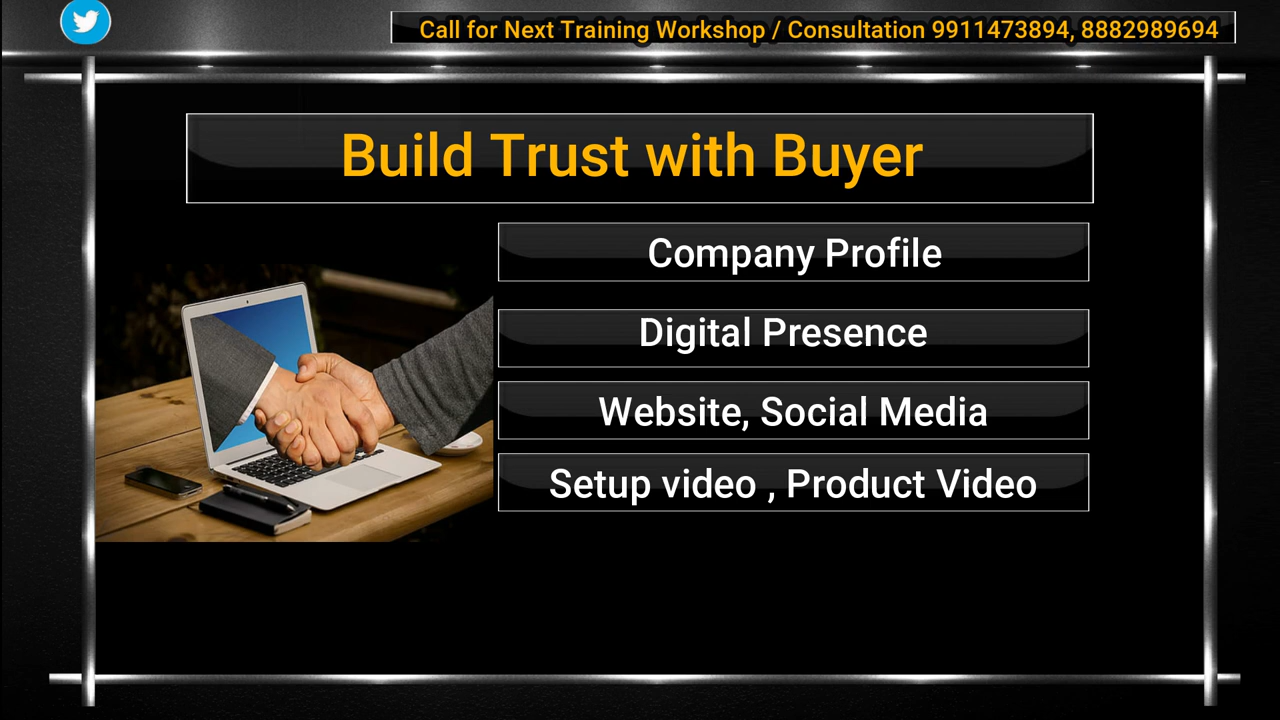 Call for Next Training Workshop / Consultation 9911473894, 8882989694
Build Trust with Buyer
Company Profile
Digital Presence
Website, Social Media
Setup video , Product Video